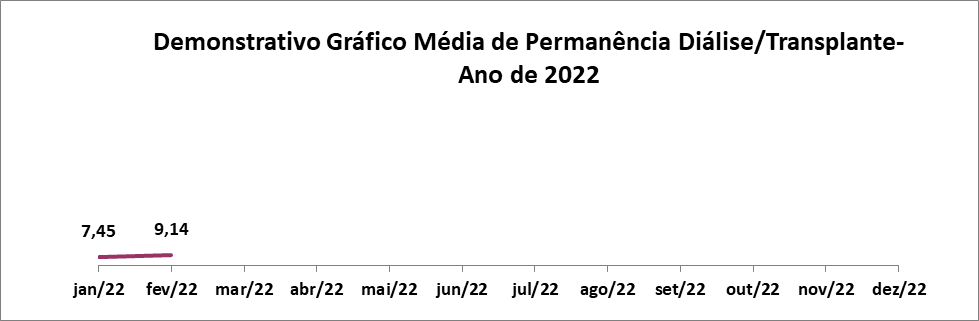 Demonstrativo Gráfico Média de Permanência Diálise/Transplante-
Ano de 2022
7,45 9,14
jan/22 fev/22 mar/22 abr/22 mai/22 jun/22 jul/22 ago/22 set/22 out/22 nov/22 dez/22